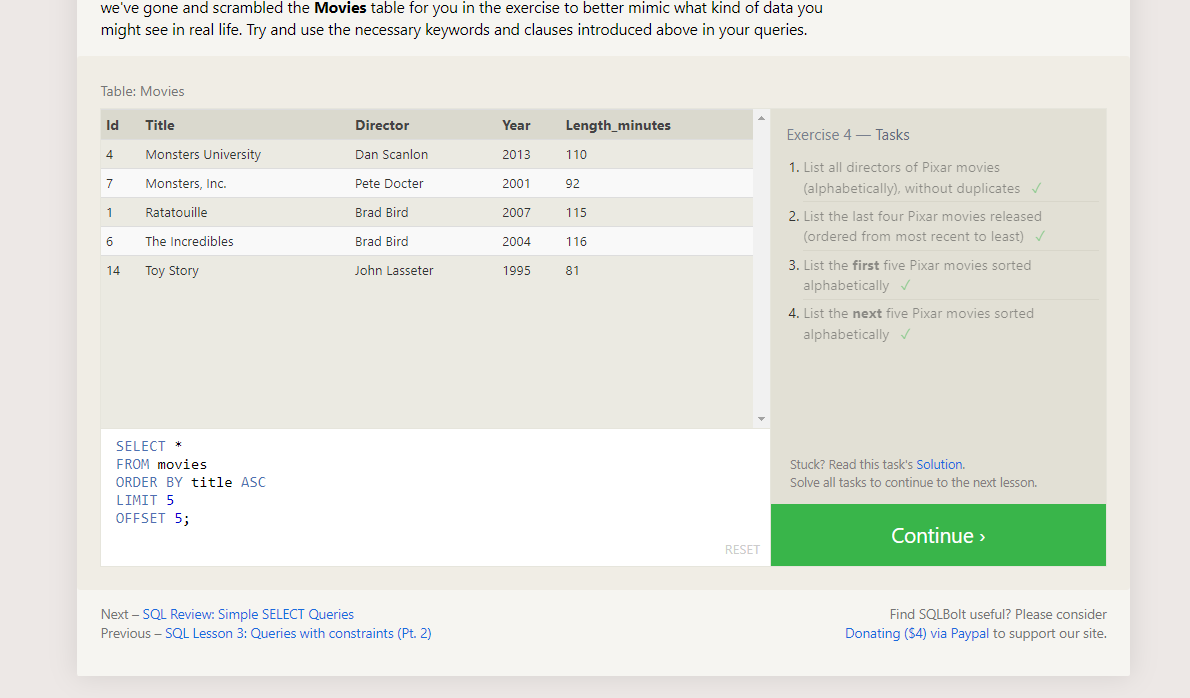 we've gone and scrambled the Movies table for you in the exercise to better mimic what kind of data you
might see in real life. Try and use the necessary keywords and clauses introduced above in your queries.
Table: Movies
Id Title Director Year Length_minutes
4 Monsters University Dan Scanlon 2013 110
7 Monsters, Inc. Pete Docter 2001 92
1 Ratatouille Brad Bird 2007 115
6 The Incredibles Brad Bird 2004 116
14 Toy Story John Lasseter 1995 81
SELECT *
FROM movies
ORDER BY title ASC
LIMIT 5
OFFSET 5;
RESET
Exercise 4 — Tasks
1. List all directors of Pixar movies
(alphabetically), without duplicates ✓
2. List the last four Pixar movies released
(ordered from most recent to least) ✓
3. List the first five Pixar movies sorted
alphabetically ✓
4. List the next five Pixar movies sorted
alphabetically ✓
Stuck? Read this task's Solution.
Solve all tasks to continue to the next lesson.
Continue ›
Next – SQL Review: Simple SELECT Queries
Previous – SQL Lesson 3: Queries with constraints (Pt. 2)
Find SQLBolt useful? Please consider
Donating ($4) via Paypal to support our site.